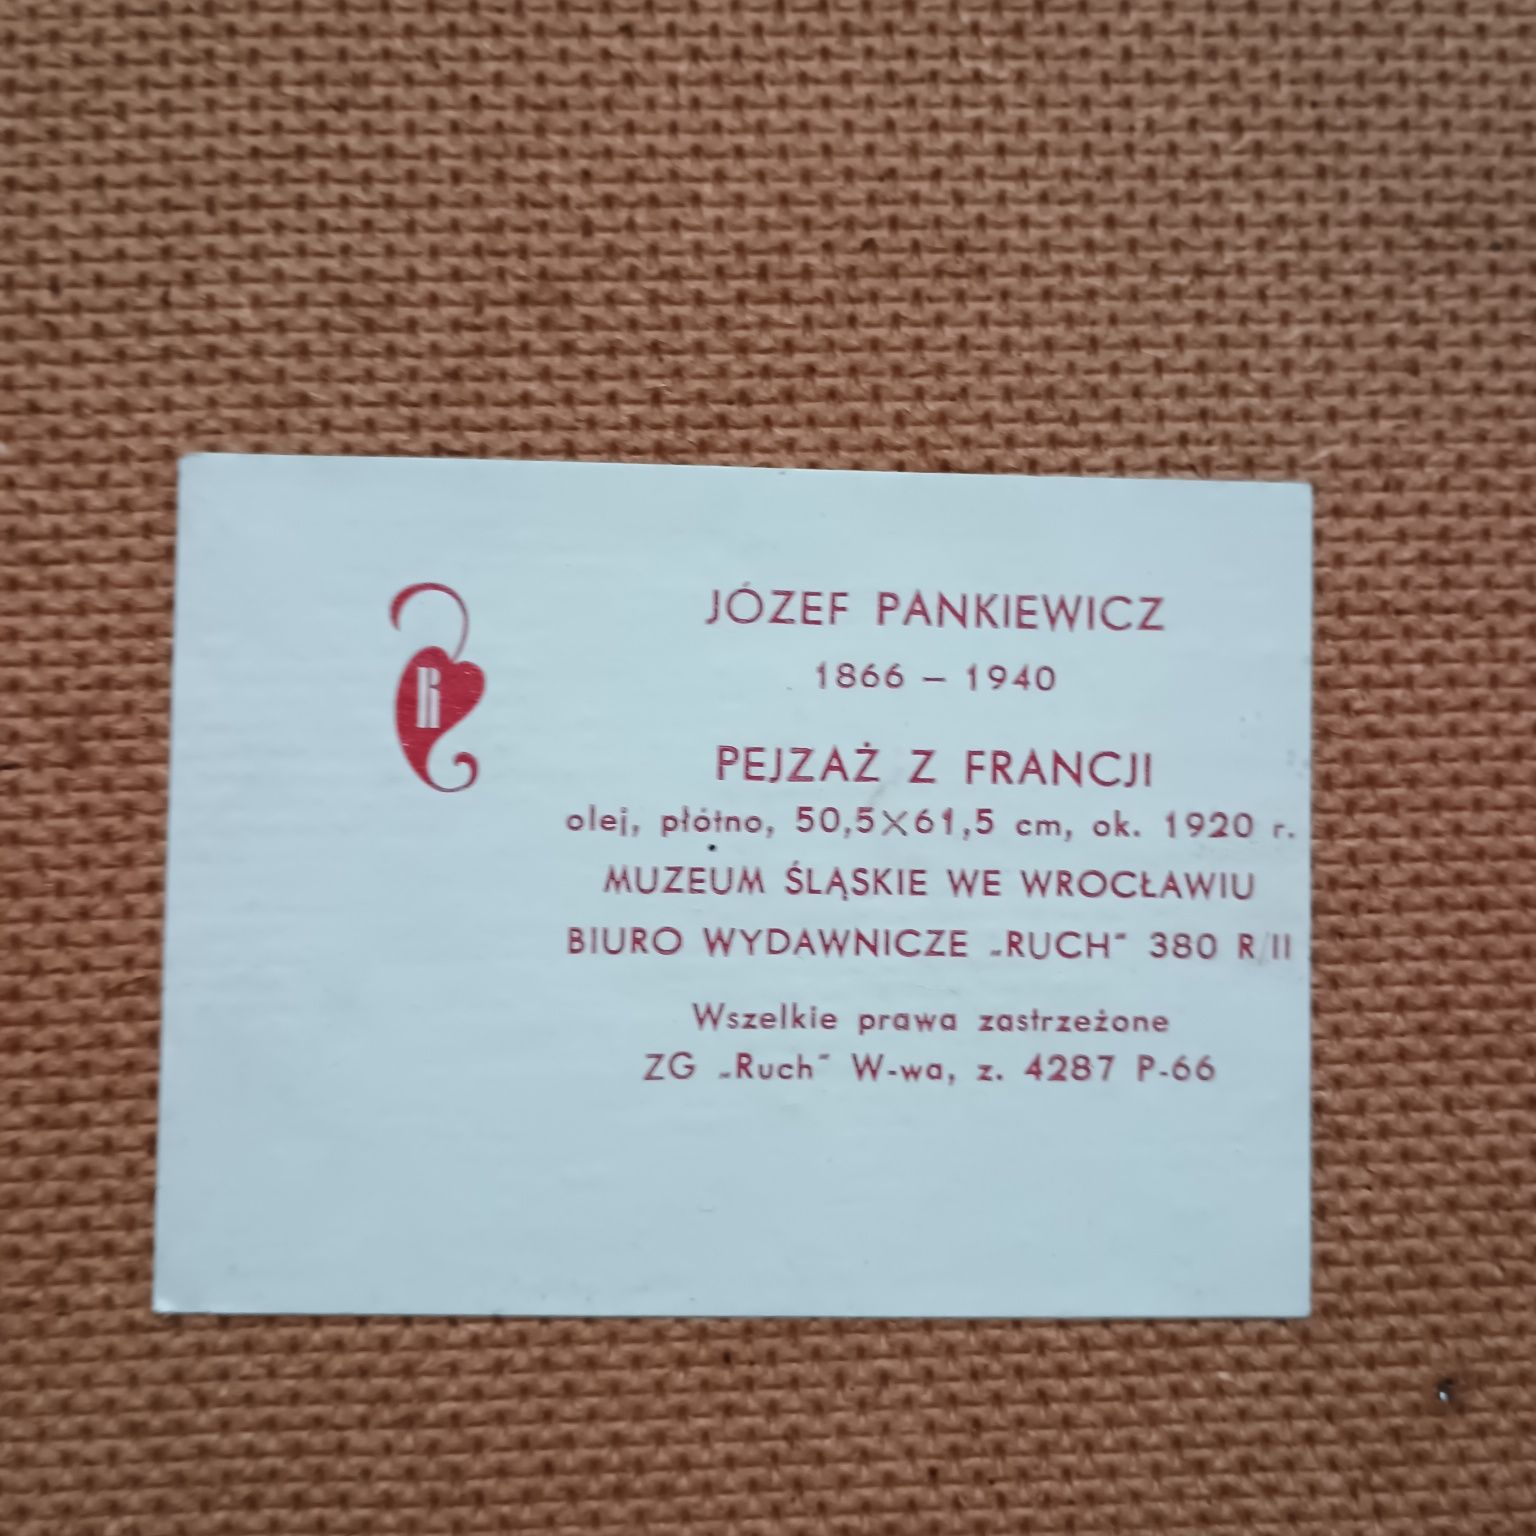 R
JÓZEF PANKIEWICZ
1866 – 1940
PEJZAŻ Z FRANCJI
olej, płótno, 50,5×61,5 cm, ok. 1920 r.
MUZEUM ŚLĄSKIE WE WROCŁAWIU
BIURO WYDAWNICZE „RUCH" 380 R/II
Wszelkie prawa zastrzeżone
ZG „Ruch" W-wa, z. 4287 P-66